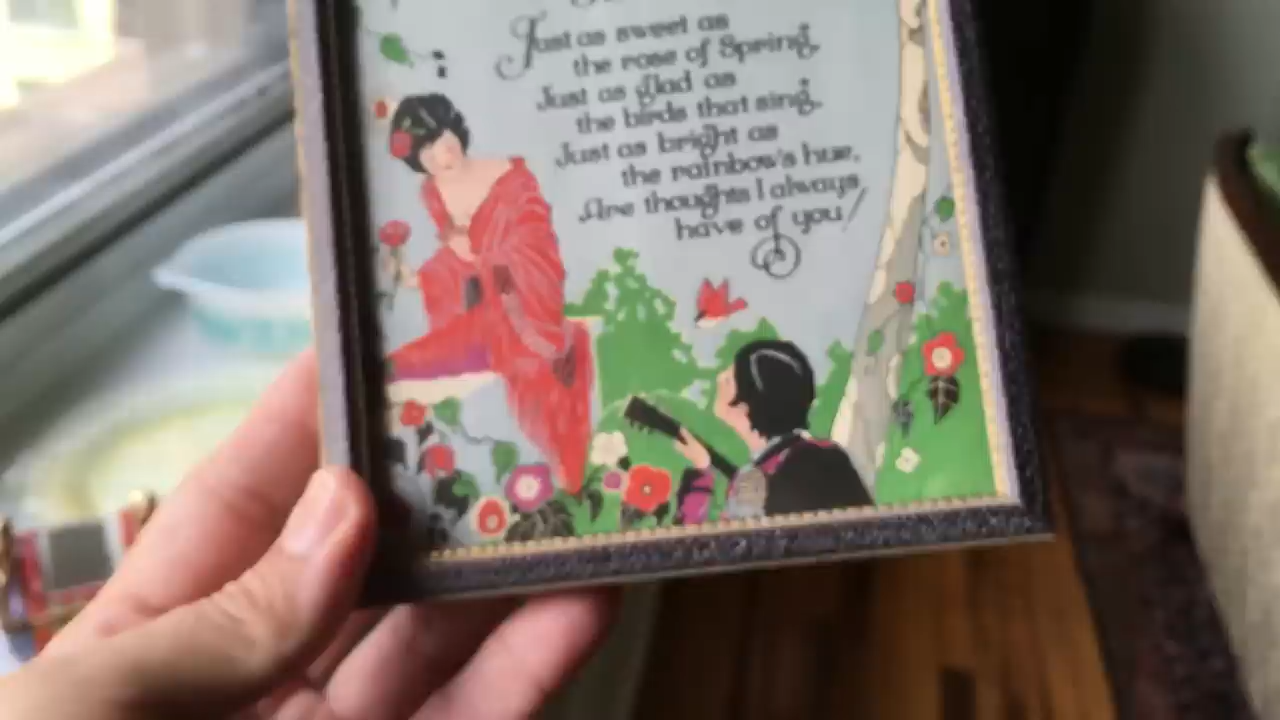 Just as sweet as
the rose of Spring,
Just as glad as
the birds that sing,
Just as bright as
the rainbow's hue,
Are thoughts I always
have of you!